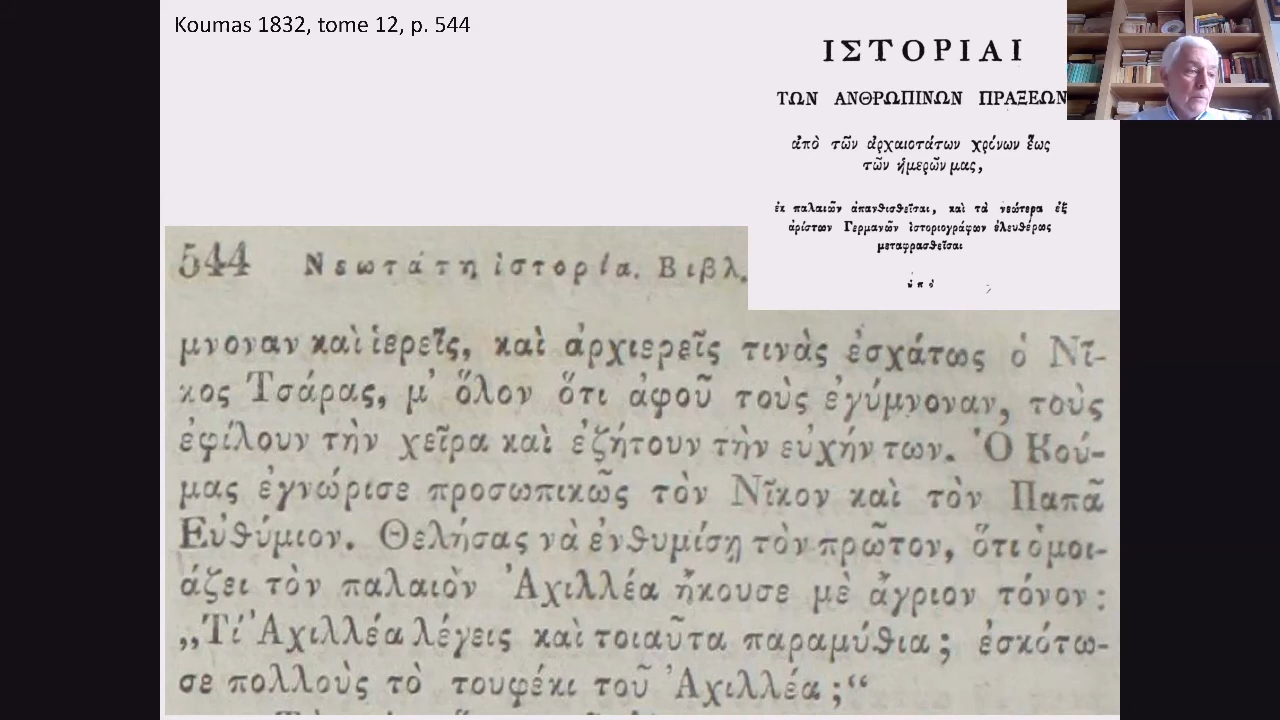 Koumas 1832, tome 12, p. 544
ΙΣΤΟΡΙΑΙ
ΤΩΝ ΑΝΘΡΩΠΙΝΩΝ ΠΡΑΞΕΩΝ
ἀπὸ τῶν ἀρχαιοτάτων χρόνων ἕως
τῶν ἡμερῶν μας,
ἐκ παλαιῶν ἀπανθισθεῖσαι, καὶ τὰ νεώτερα ἐξ
ἀρίστων Γερμανῶν ἱστοριογράφων ἐλευθέρως
μεταφρασθεῖσαι
ὑπὸ
544 Νεωτάτη ἱστορία. Βιβλ.
μνοναν καὶ ἱερεῖς, καὶ ἀρχιερεῖς τινὰς ἐσχάτως ὁ Νῖ-
κος Τσάρας, μ' ὅλον ὅτι ἀφοῦ τοὺς ἐγύμνοναν, τοὺς
ἐφίλουν τὴν χεῖρα καὶ ἐζήτουν τὴν εὐχήν των. Ὁ Κού-
μας ἐγνώρισε προσωπικῶς τὸν Νῖκον καὶ τὸν Παπᾶ
Εὐθύμιον. Θελήσας νὰ ἐνθυμίσῃ τὸν πρῶτον, ὅτι ὁμοι-
άζει τὸν παλαιὸν Ἀχιλλέα ἤκουσε μὲ ἄγριον τόνον:
„Τί Ἀχιλλέα λέγεις καὶ τοιαῦτα παραμύθια; ἐσκότω-
σε πολλοὺς τὸ τουφέκι τοῦ Ἀχιλλέα;“